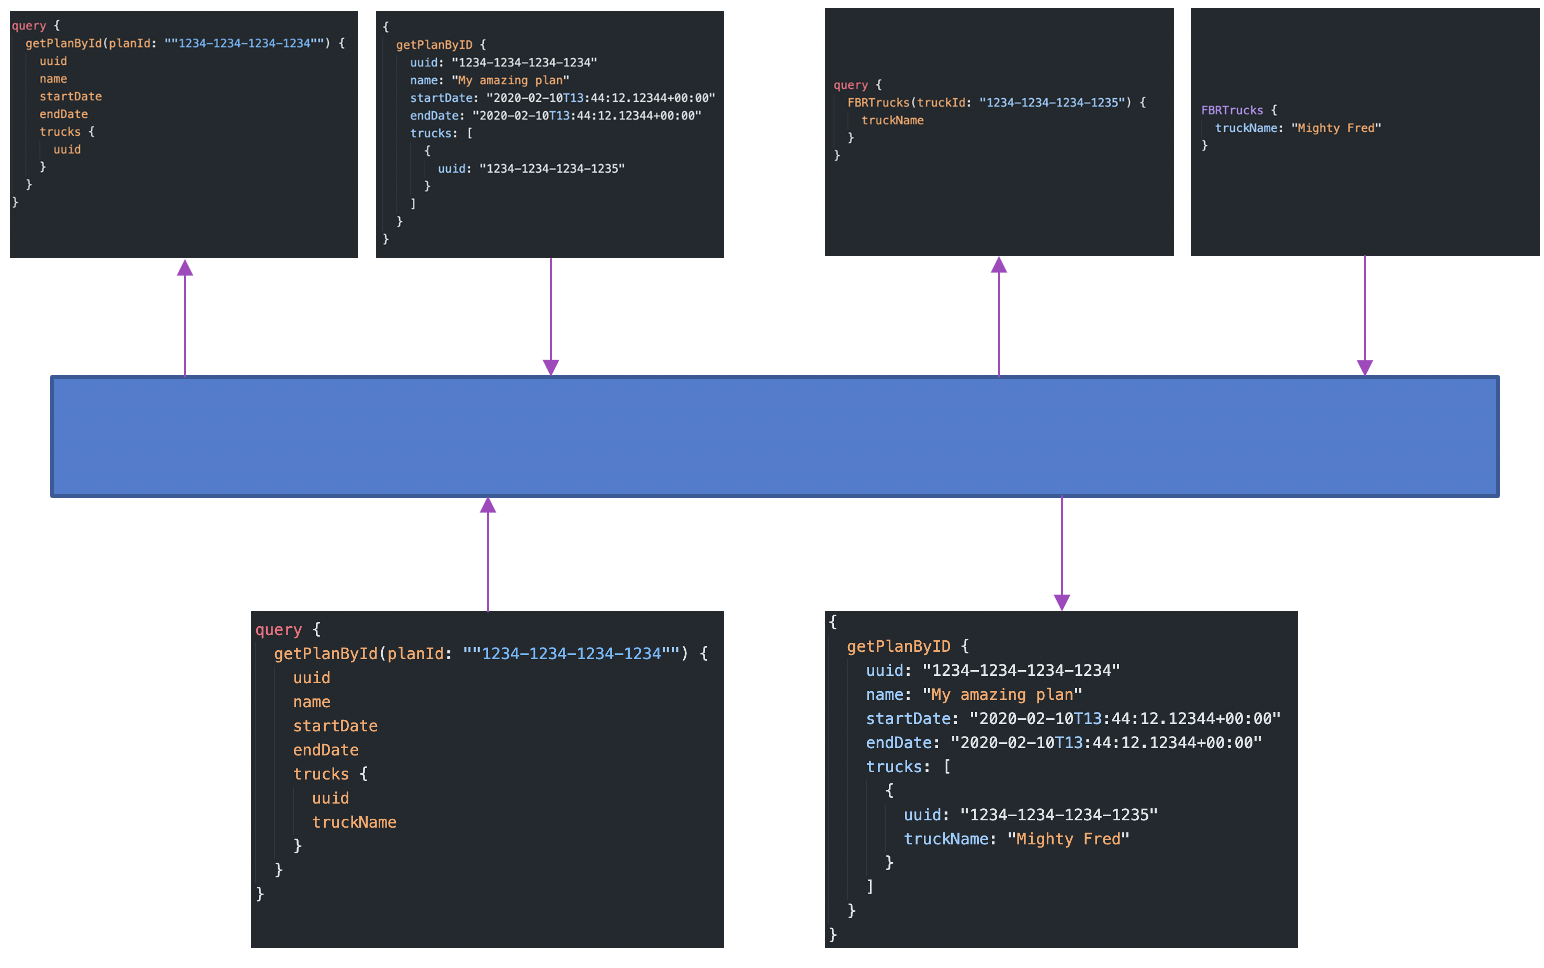 query {
  getPlanById(planId: ""1234-1234-1234-1234"") {
    uuid
    name
    startDate
    endDate
    trucks {
      uuid
    }
  }
}
{
  getPlanByID {
    uuid: "1234-1234-1234-1234"
    name: "My amazing plan"
    startDate: "2020-02-10T13:44:12.12344+00:00"
    endDate: "2020-02-10T13:44:12.12344+00:00"
    trucks: [
      {
        uuid: "1234-1234-1234-1235"
      }
    ]
  }
}
query {
  FBRTrucks(truckId: "1234-1234-1234-1235") {
    truckName
  }
}
FBRTrucks {
  truckName: "Mighty Fred"
}
query {
  getPlanById(planId: ""1234-1234-1234-1234"") {
    uuid
    name
    startDate
    endDate
    trucks {
      uuid
      truckName
    }
  }
}
{
  getPlanByID {
    uuid: "1234-1234-1234-1234"
    name: "My amazing plan"
    startDate: "2020-02-10T13:44:12.12344+00:00"
    endDate: "2020-02-10T13:44:12.12344+00:00"
    trucks: [
      {
        uuid: "1234-1234-1234-1235"
        truckName: "Mighty Fred"
      }
    ]
  }
}